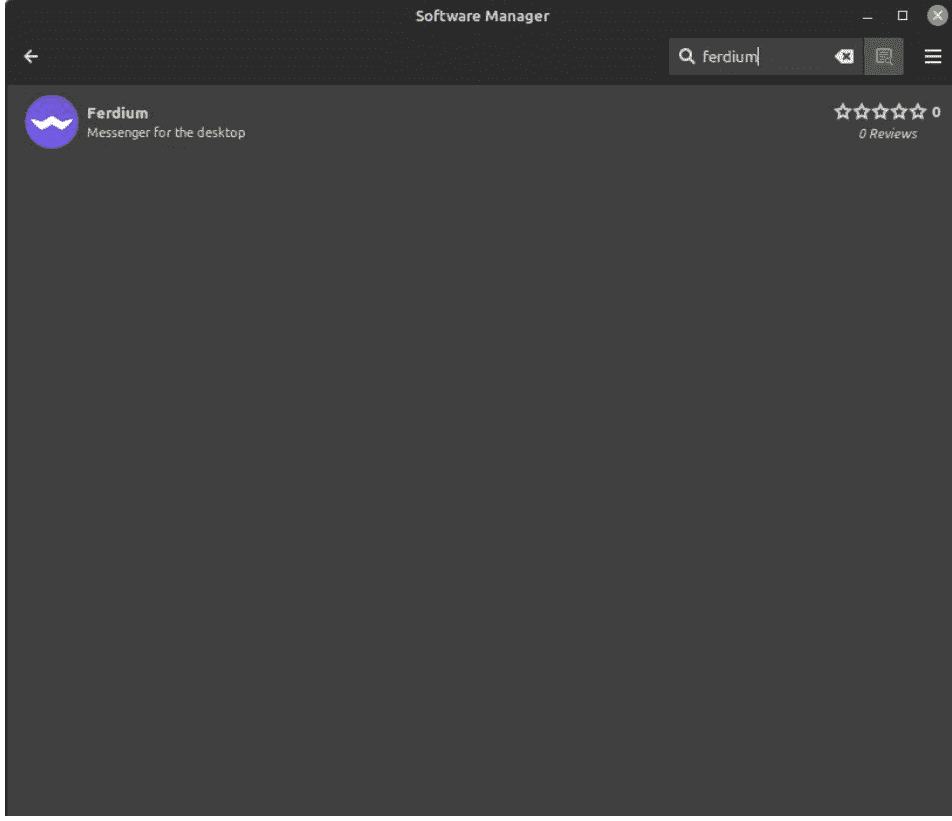 Software Manager
ferdium
Ferdium
0
Messenger for the desktop
0 Reviews